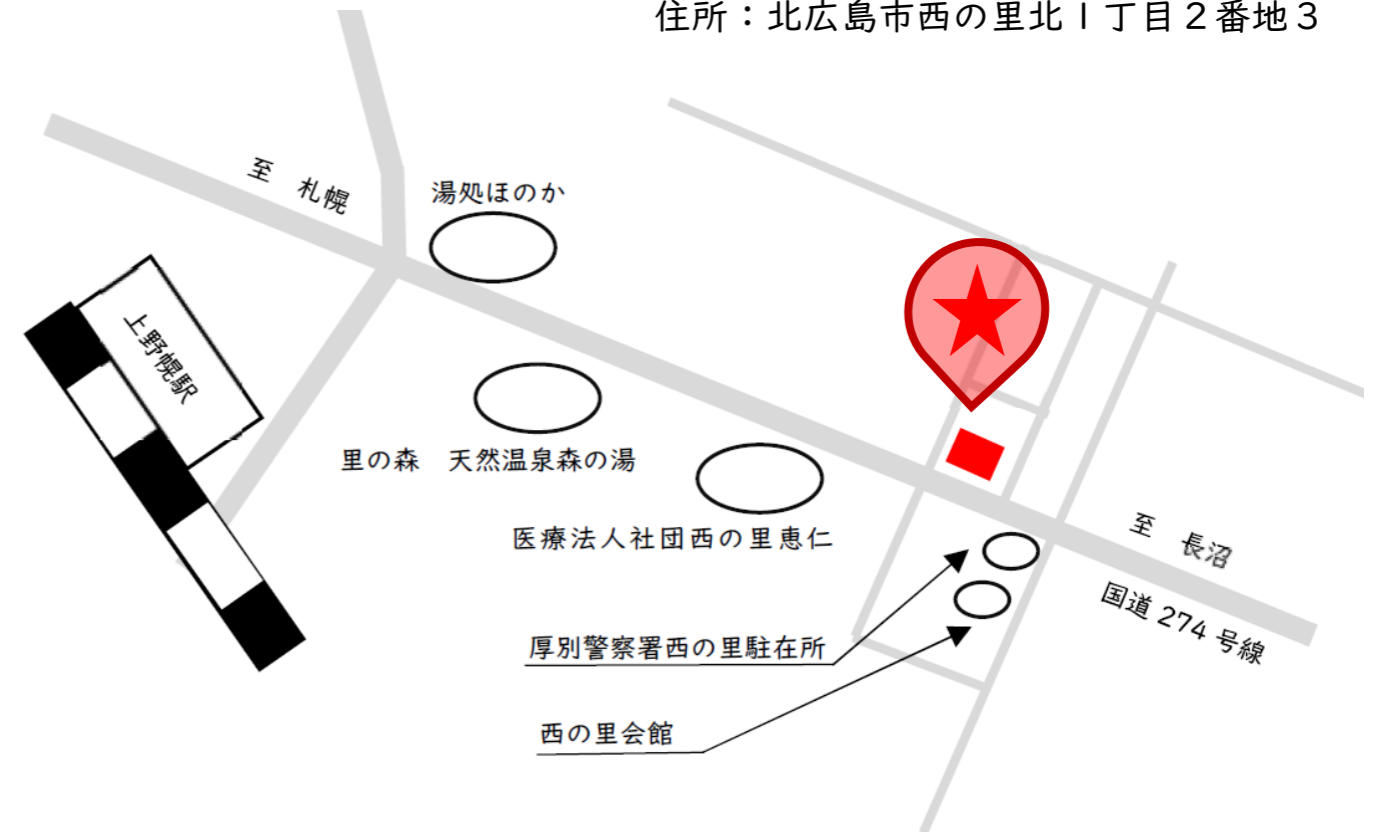 住所：北広島市西の里北１丁目２番地３
至　札幌
湯処ほのか
上野幌駅
里の森　天然温泉森の湯
医療法人社団西の里恵仁
至　長沼
国道 274 号線
厚別警察署西の里駐在所
西の里会館